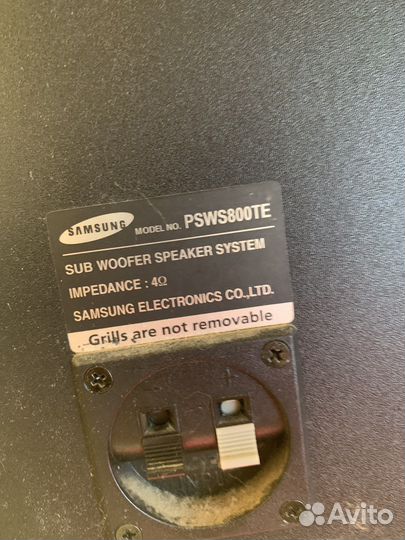 SAMSUNG MODEL NO. PSWS800TE
SUB WOOFER SPEAKER SYSTEM
IMPEDANCE : 4Ω
SAMSUNG ELECTRONICS CO.,LTD.
Grills are not removable
+
Avito